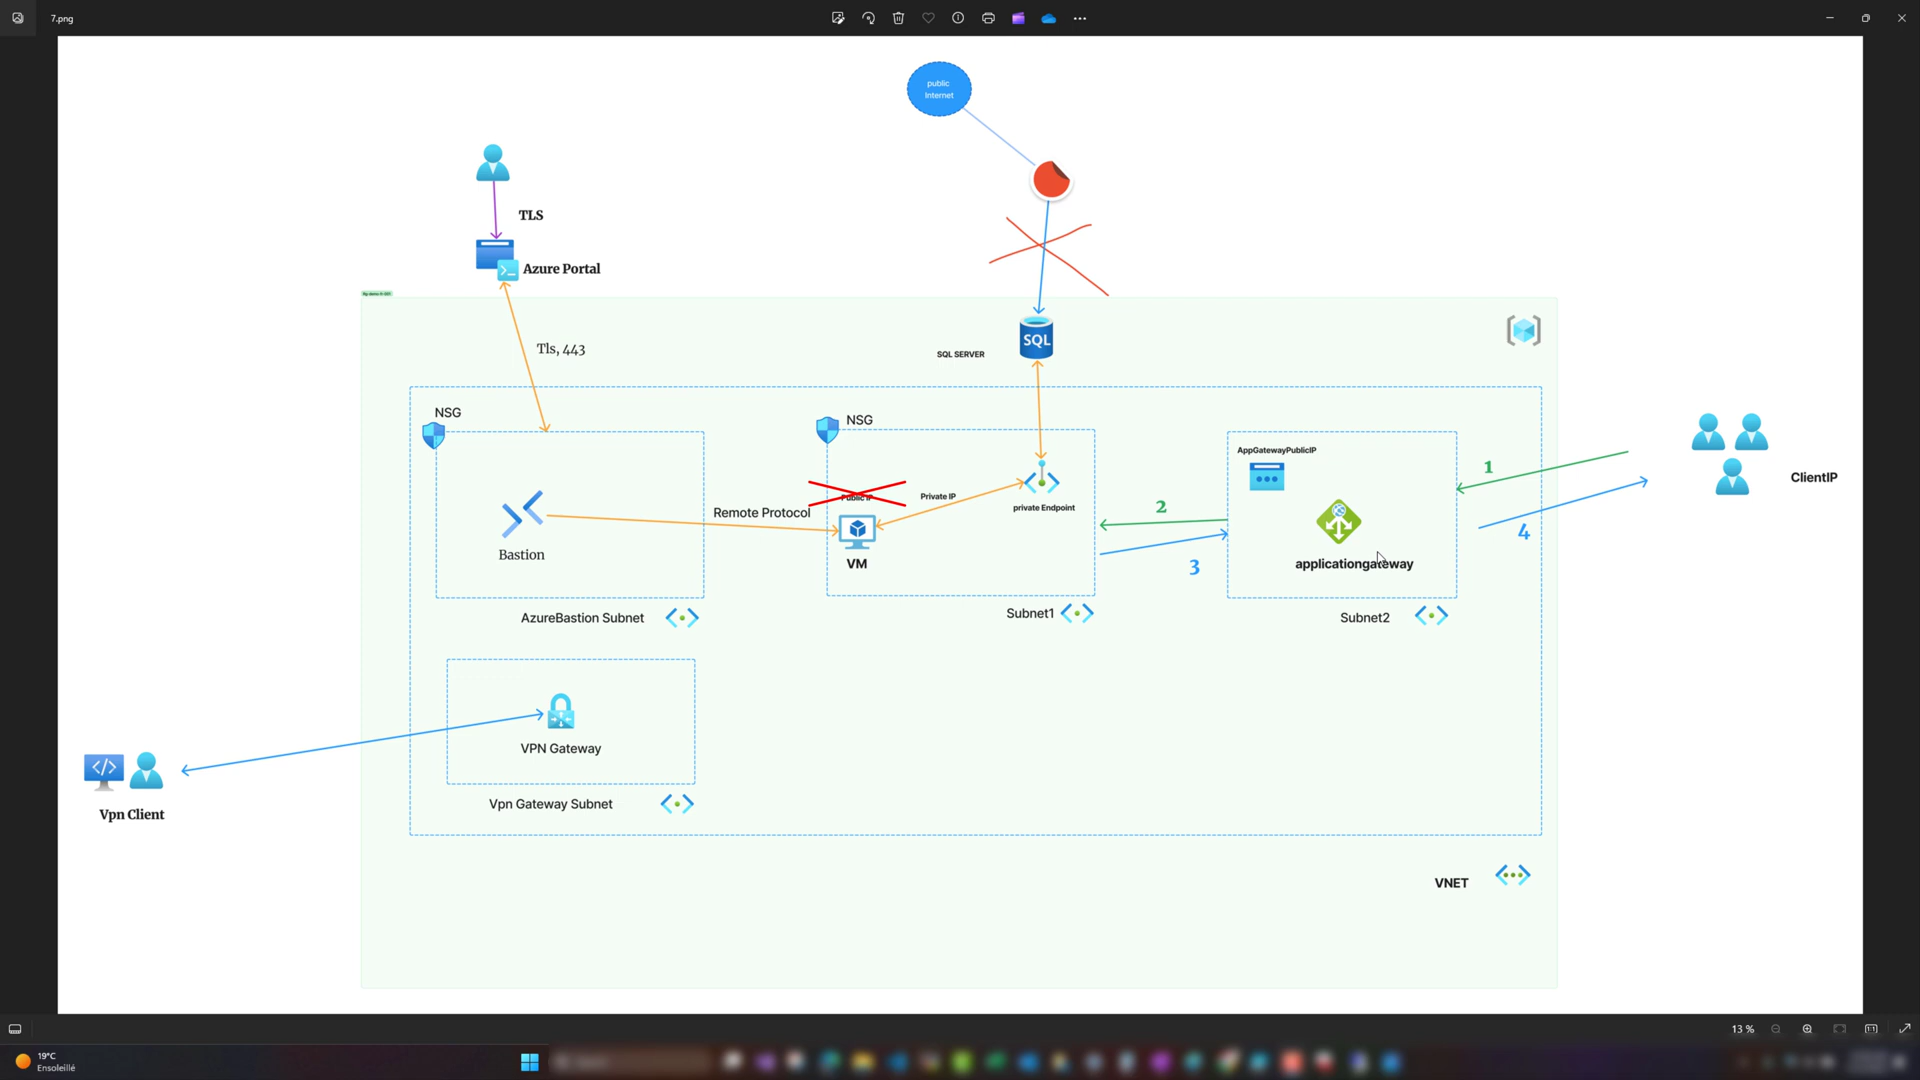 7.png
public
Internet
TLS
Azure Portal
Tls, 443
SQL
SQL SERVER
NSG
NSG
AppGatewayPublicIP
1
ClientIP
Private IP
private Endpoint
2
Remote Protocol
4
Bastion
VM
3
applicationgateway
AzureBastion Subnet
Subnet1
Subnet2
VPN Gateway
Vpn Gateway Subnet
Vpn Client
VNET
13 %
19°C
Ensoleillé